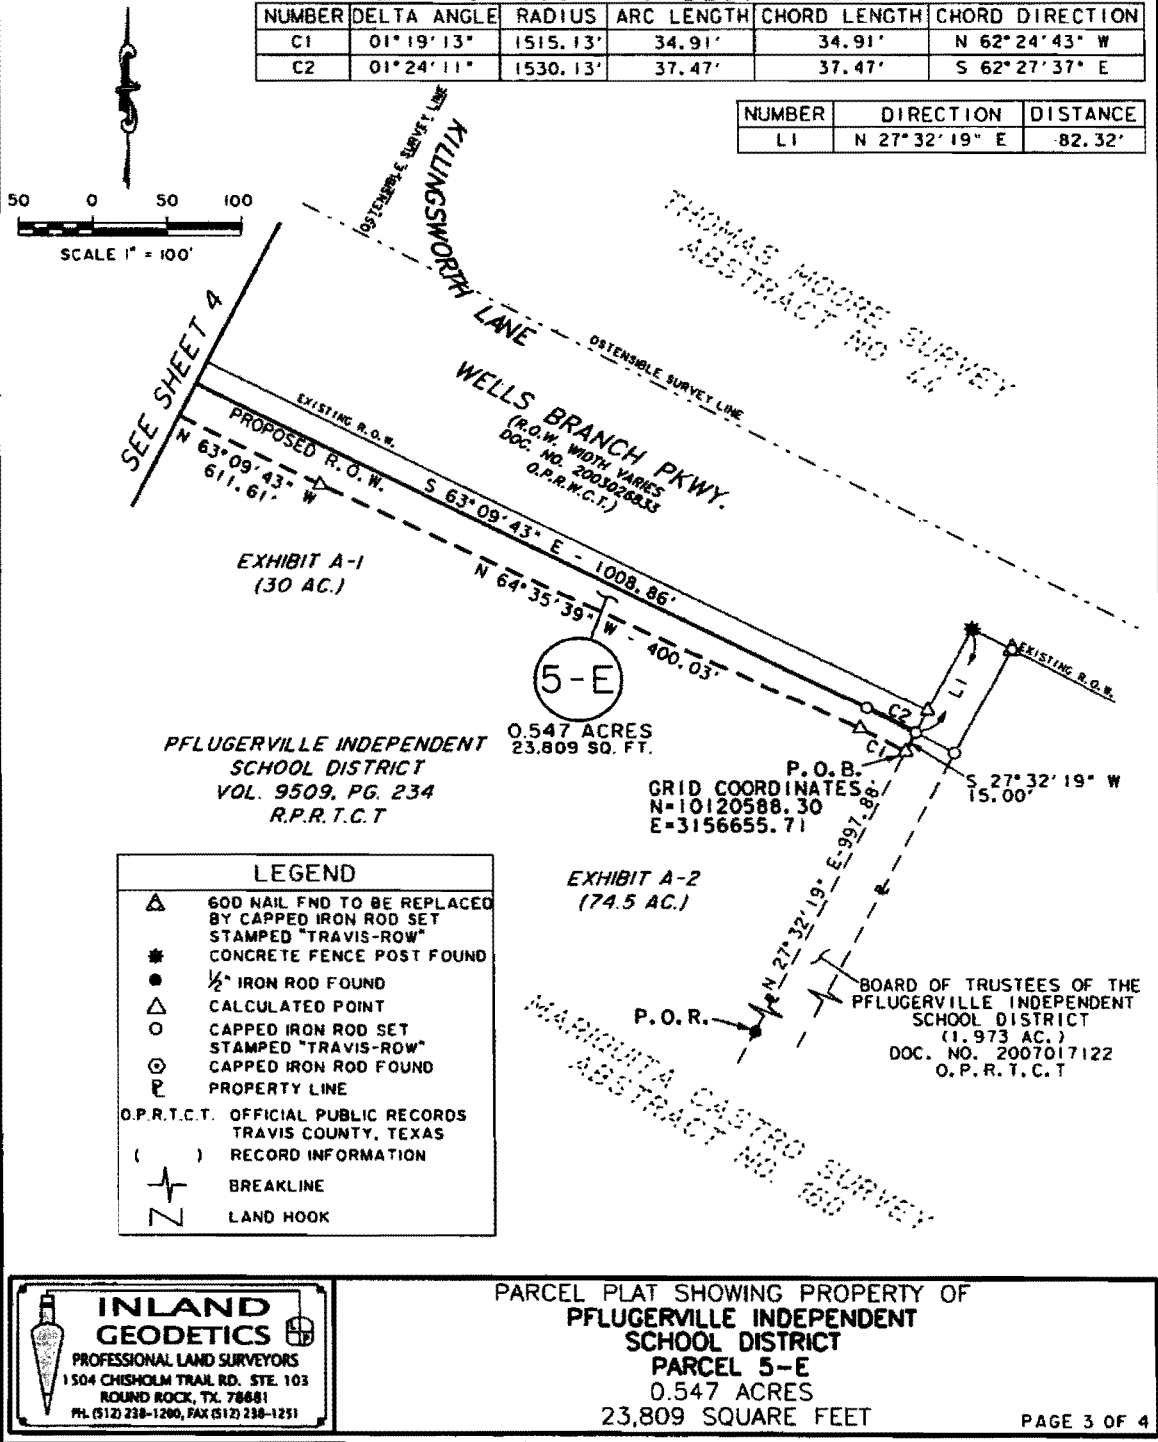 NUMBER DELTA ANGLE RADIUS ARC LENGTH CHORD LENGTH CHORD DIRECTION
C1 01°19'13" 1515.13' 34.91' 34.91' N 62°24'43" W
C2 01°24'11" 1530.13' 37.47' 37.47' S 62°27'37" E
NUMBER DIRECTION DISTANCE
L1 N 27°32'19" E 82.32'
50 0 50 100
SCALE 1" = 100'
OSTENSIBLE SURVEY LINE
KILLINGSWORTH LANE
THOMAS MOORE SURVEY
ABSTRACT NO 44
OSTENSIBLE SURVEY LINE
SEE SHEET 4
EXISTING R.O.W.
WELLS BRANCH PKWY.
(R.O.W. WIDTH VARIES
DOC. NO. 2003026833
O.P.R.W.C.T.)
PROPOSED R.O.W.
S 63°09'43" E - 1008.86'
N 63°09'43" W
611.61'
EXHIBIT A-1
(30 AC.)
N 64°35'39" W - 400.03'
5-E
0.547 ACRES
23,809 SQ. FT.
L1
EXISTING R.O.W.
C2
C1
PFLUGERVILLE INDEPENDENT
SCHOOL DISTRICT
VOL. 9509, PG. 234
R.P.R.T.C.T
P.O.B.
GRID COORDINATES
N=10120588.30
E=3156655.71
S 27°32'19" W
15.00'
N 27°32'19" E-997.88'
EXHIBIT A-2
(74.5 AC.)
P.O.R.
BOARD OF TRUSTEES OF THE
PFLUGERVILLE INDEPENDENT
SCHOOL DISTRICT
(1.973 AC.)
DOC. NO. 2007017122
O.P.R.T.C.T
MARIQUITA CASTRO SURVEY
ABSTRACT NO. 160
LEGEND
60D NAIL FND TO BE REPLACED
BY CAPPED IRON ROD SET
STAMPED "TRAVIS-ROW"
CONCRETE FENCE POST FOUND
1/2" IRON ROD FOUND
CALCULATED POINT
CAPPED IRON ROD SET
STAMPED "TRAVIS-ROW"
CAPPED IRON ROD FOUND
PROPERTY LINE
O.P.R.T.C.T. OFFICIAL PUBLIC RECORDS
TRAVIS COUNTY, TEXAS
( ) RECORD INFORMATION
BREAKLINE
LAND HOOK
INLAND
GEODETICS
PROFESSIONAL LAND SURVEYORS
1504 CHISHOLM TRAIL RD. STE. 103
ROUND ROCK, TX. 78681
PH. (512) 238-1200, FAX (512) 238-1251
PARCEL PLAT SHOWING PROPERTY OF
PFLUGERVILLE INDEPENDENT
SCHOOL DISTRICT
PARCEL 5-E
0.547 ACRES
23,809 SQUARE FEET
PAGE 3 OF 4